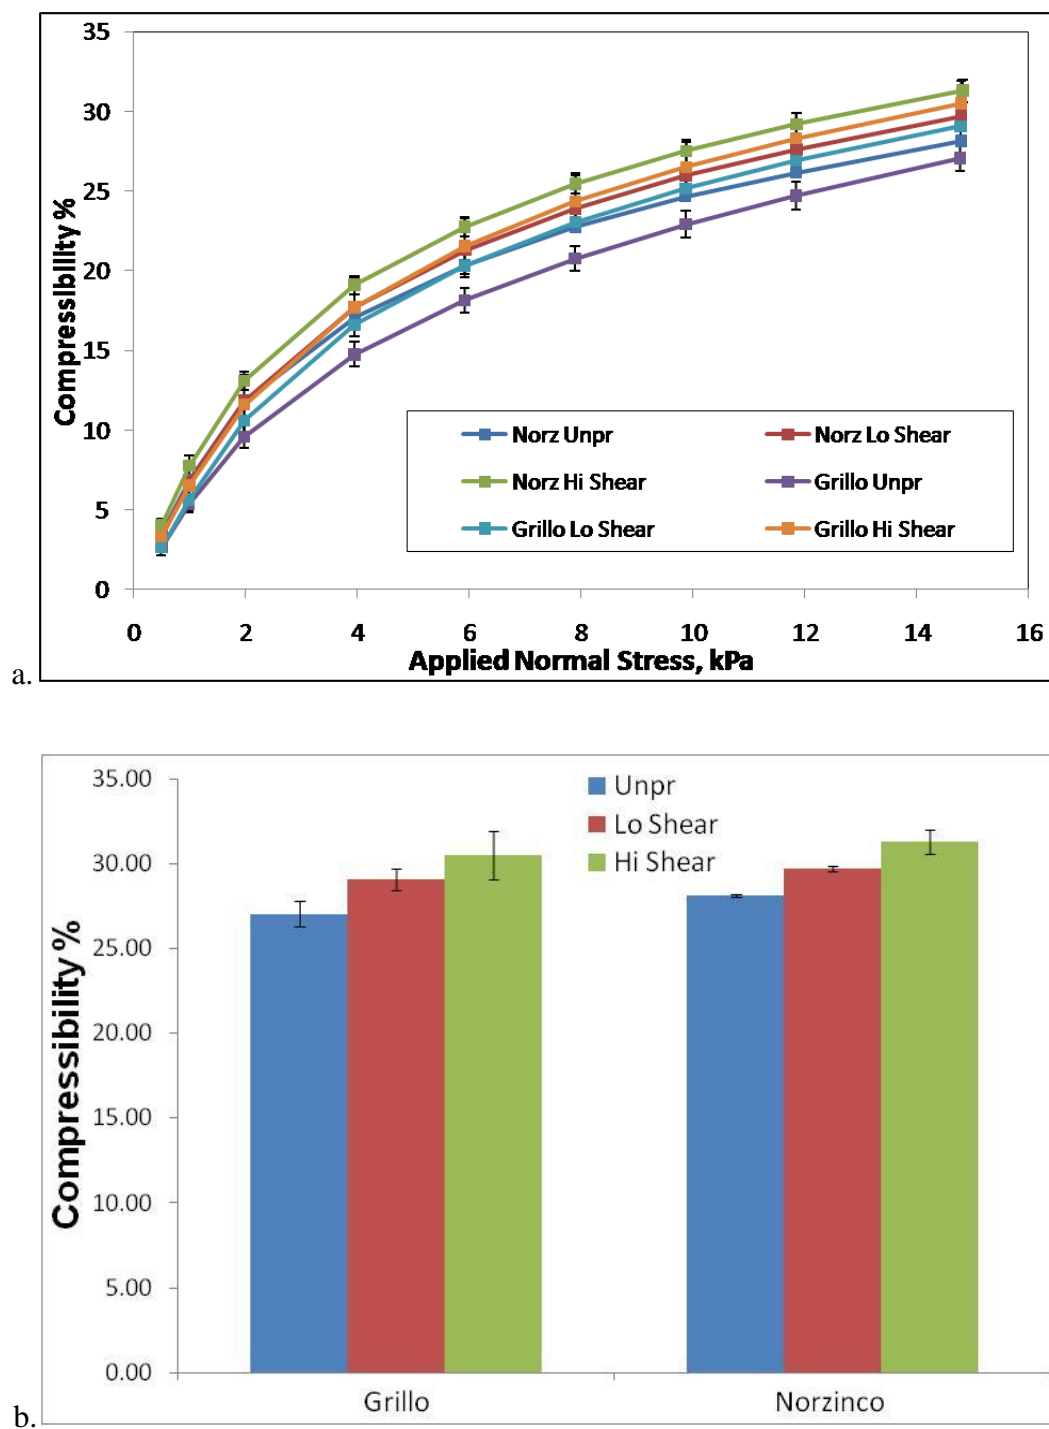 35
30
25
20
15
10
5
0
Compressibility %
Norz Unpr
Norz Lo Shear
Norz Hi Shear
Grillo Unpr
Grillo Lo Shear
Grillo Hi Shear
0 2 4 6 8 10 12 14 16
Applied Normal Stress, kPa
a.
35.00
30.00
25.00
20.00
15.00
10.00
5.00
0.00
Compressibility %
Unpr
Lo Shear
Hi Shear
Grillo Norzinco
b.